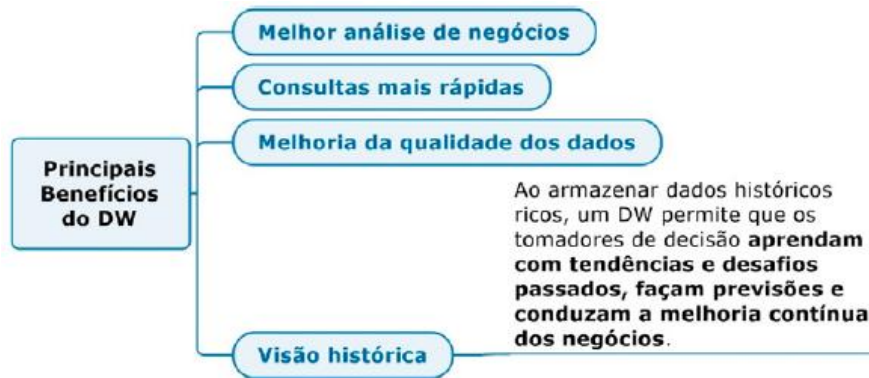 Principais
Benefícios
do DW
Melhor análise de negócios
Consultas mais rápidas
Melhoria da qualidade dos dados
Visão histórica
Ao armazenar dados históricos
ricos, um DW permite que os
tomadores de decisão aprendam
com tendências e desafios
passados, façam previsões e
conduzam a melhoria contínua
dos negócios.